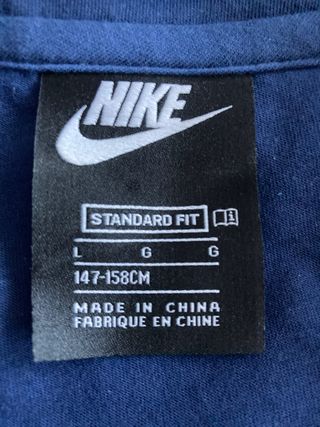 NIKE
STANDARD FIT
L G G
147-158CM
MADE IN CHINA
FABRIQUE EN CHINE